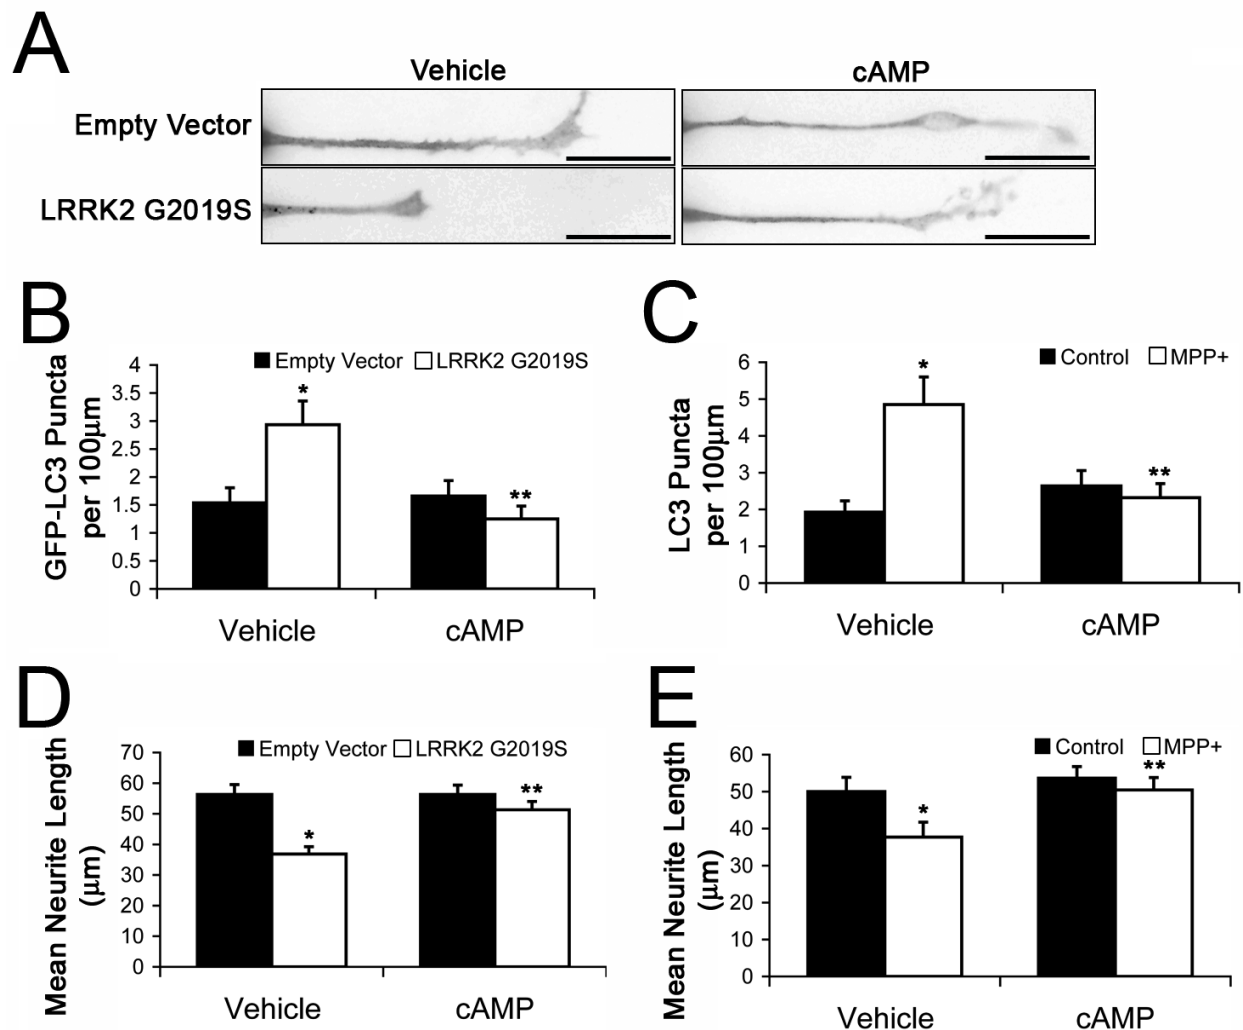 A
Vehicle
cAMP
Empty Vector
LRRK2 G2019S
B
GFP-LC3 Puncta
per 100µm
Empty Vector LRRK2 G2019S
4
3.5
3
2.5
2
1.5
1
0.5
0
*
**
Vehicle
cAMP
C
LC3 Puncta
per 100µm
Control MPP+
6
5
4
3
2
1
0
*
**
Vehicle
cAMP
D
Mean Neurite Length
(µm)
Empty Vector LRRK2 G2019S
70
60
50
40
30
20
10
0
*
**
Vehicle
cAMP
E
Mean Neurite Length
(µm)
Control MPP+
60
50
40
30
20
10
0
*
**
Vehicle
cAMP